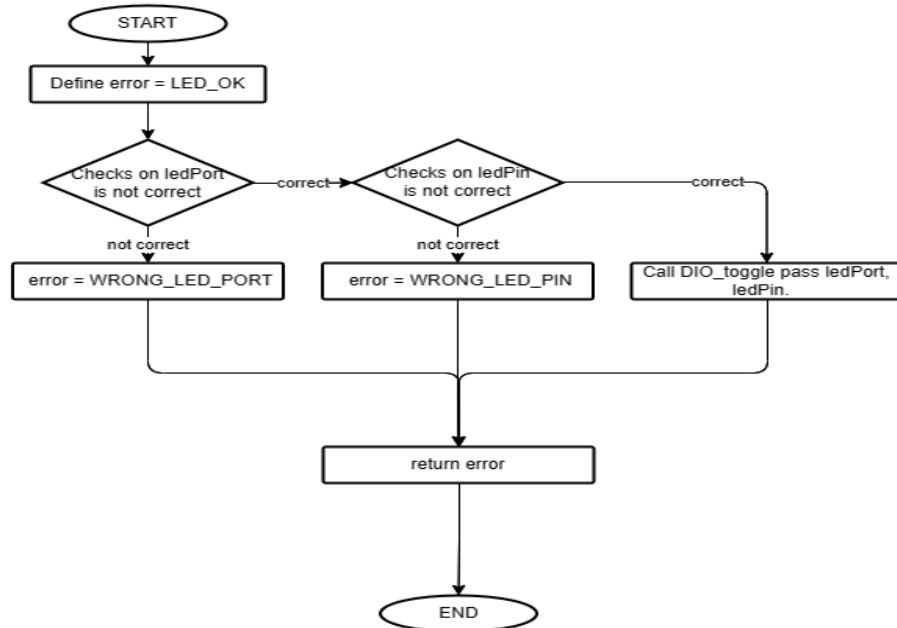 START
Define error = LED_OK
Checks on ledPort
is not correct
correct
Checks on ledPin
is not correct
correct
not correct
not correct
error = WRONG_LED_PORT
error = WRONG_LED_PIN
Call DIO_toggle pass ledPort,
ledPin.
return error
END